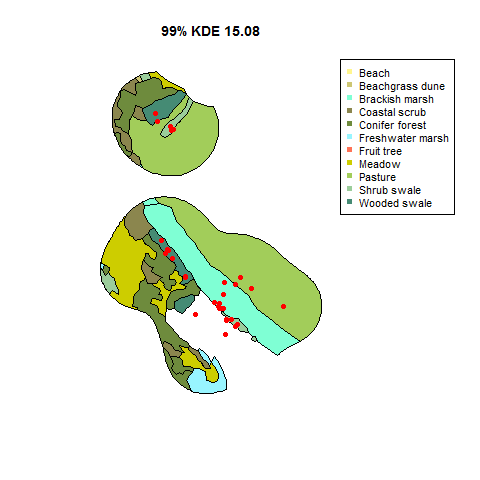 99% KDE 15.08
Beach
Beachgrass dune
Brackish marsh
Coastal scrub
Conifer forest
Freshwater marsh
Fruit tree
Meadow
Pasture
Shrub swale
Wooded swale